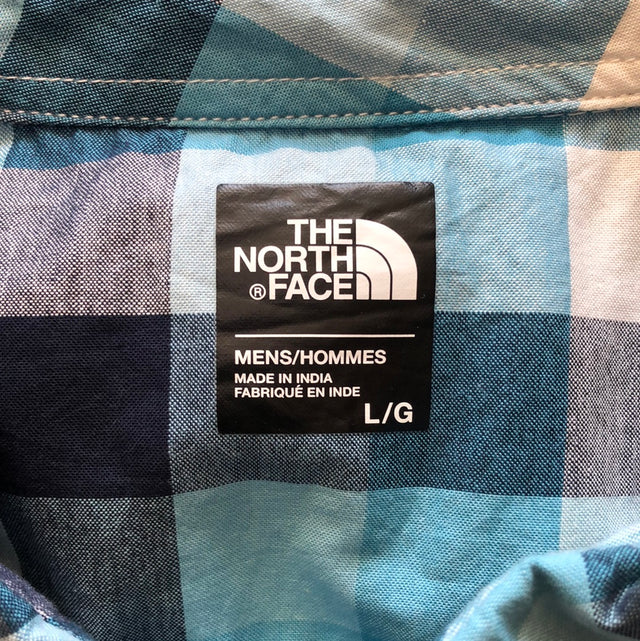 THE
NORTH
® FACE
MENS/HOMMES
MADE IN INDIA
FABRIQUÉ EN INDE
L/G